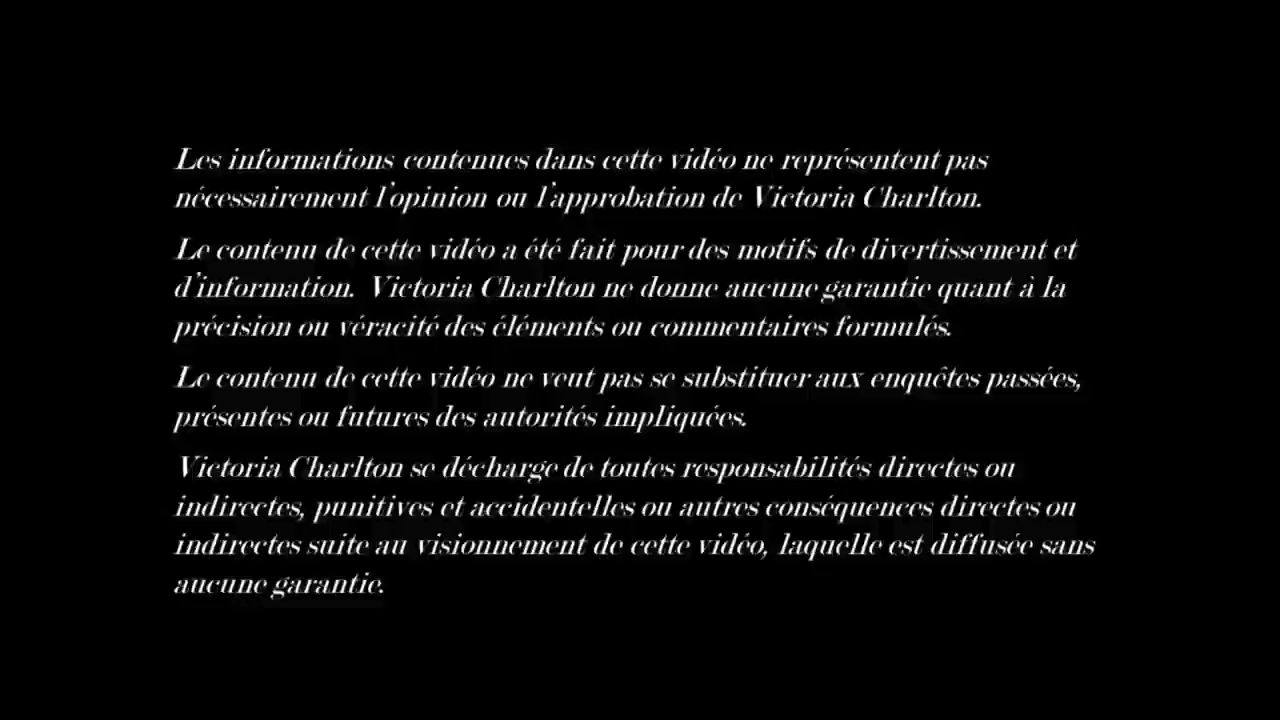 Les informations contenues dans cette vidéo ne représentent pas
nécessairement l'opinion ou l'approbation de Victoria Charlton.
Le contenu de cette vidéo a été fait pour des motifs de divertissement et
d'information. Victoria Charlton ne donne aucune garantie quant à la
précision ou véracité des éléments ou commentaires formulés.
Le contenu de cette vidéo ne veut pas se substituer aux enquêtes passées,
présentes ou futures des autorités impliquées.
Victoria Charlton se décharge de toutes responsabilités directes ou
indirectes, punitives et accidentelles ou autres conséquences directes ou
indirectes suite au visionnement de cette vidéo, laquelle est diffusée sans
aucune garantie.